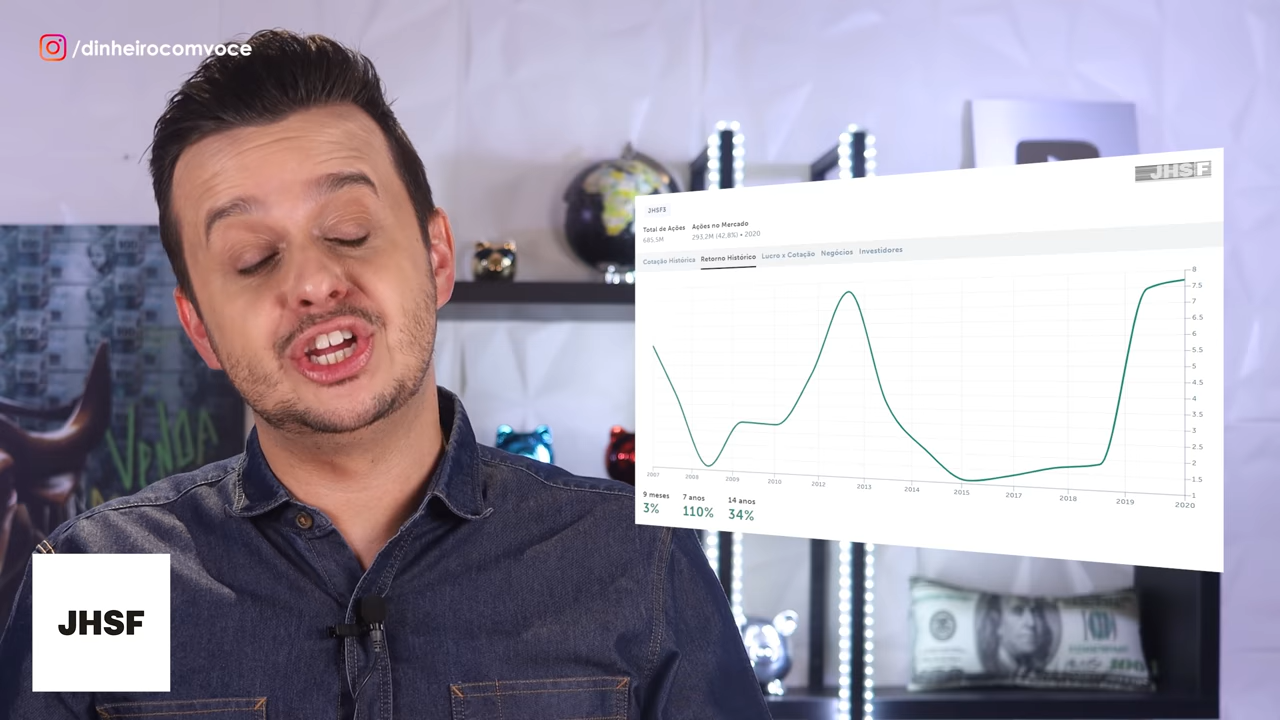 /dinheirocomvoce
JHSF
JHSF3
Total de Ações
685.5M
Ações no Mercado
293.2M (42.8%) • 2020
Cotação Histórica
Retorno Histórico
Lucro x Cotação
Negócios
Investidores
8
7.5
7
6.5
6
5.5
5
4.5
4
3.5
3
2.5
2
1.5
1
2007
2008
2009
2010
2012
2013
2014
2015
2017
2018
2019
2020
9 meses
3%
7 anos
110%
14 anos
34%
VENDA
JHSF